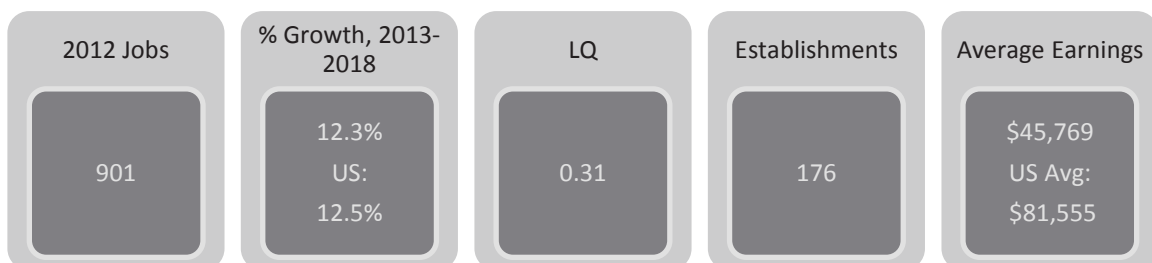 2012 Jobs
901
% Growth, 2013-
2018
12.3%
US:
12.5%
LQ
0.31
Establishments
176
Average Earnings
$45,769
US Avg:
$81,555